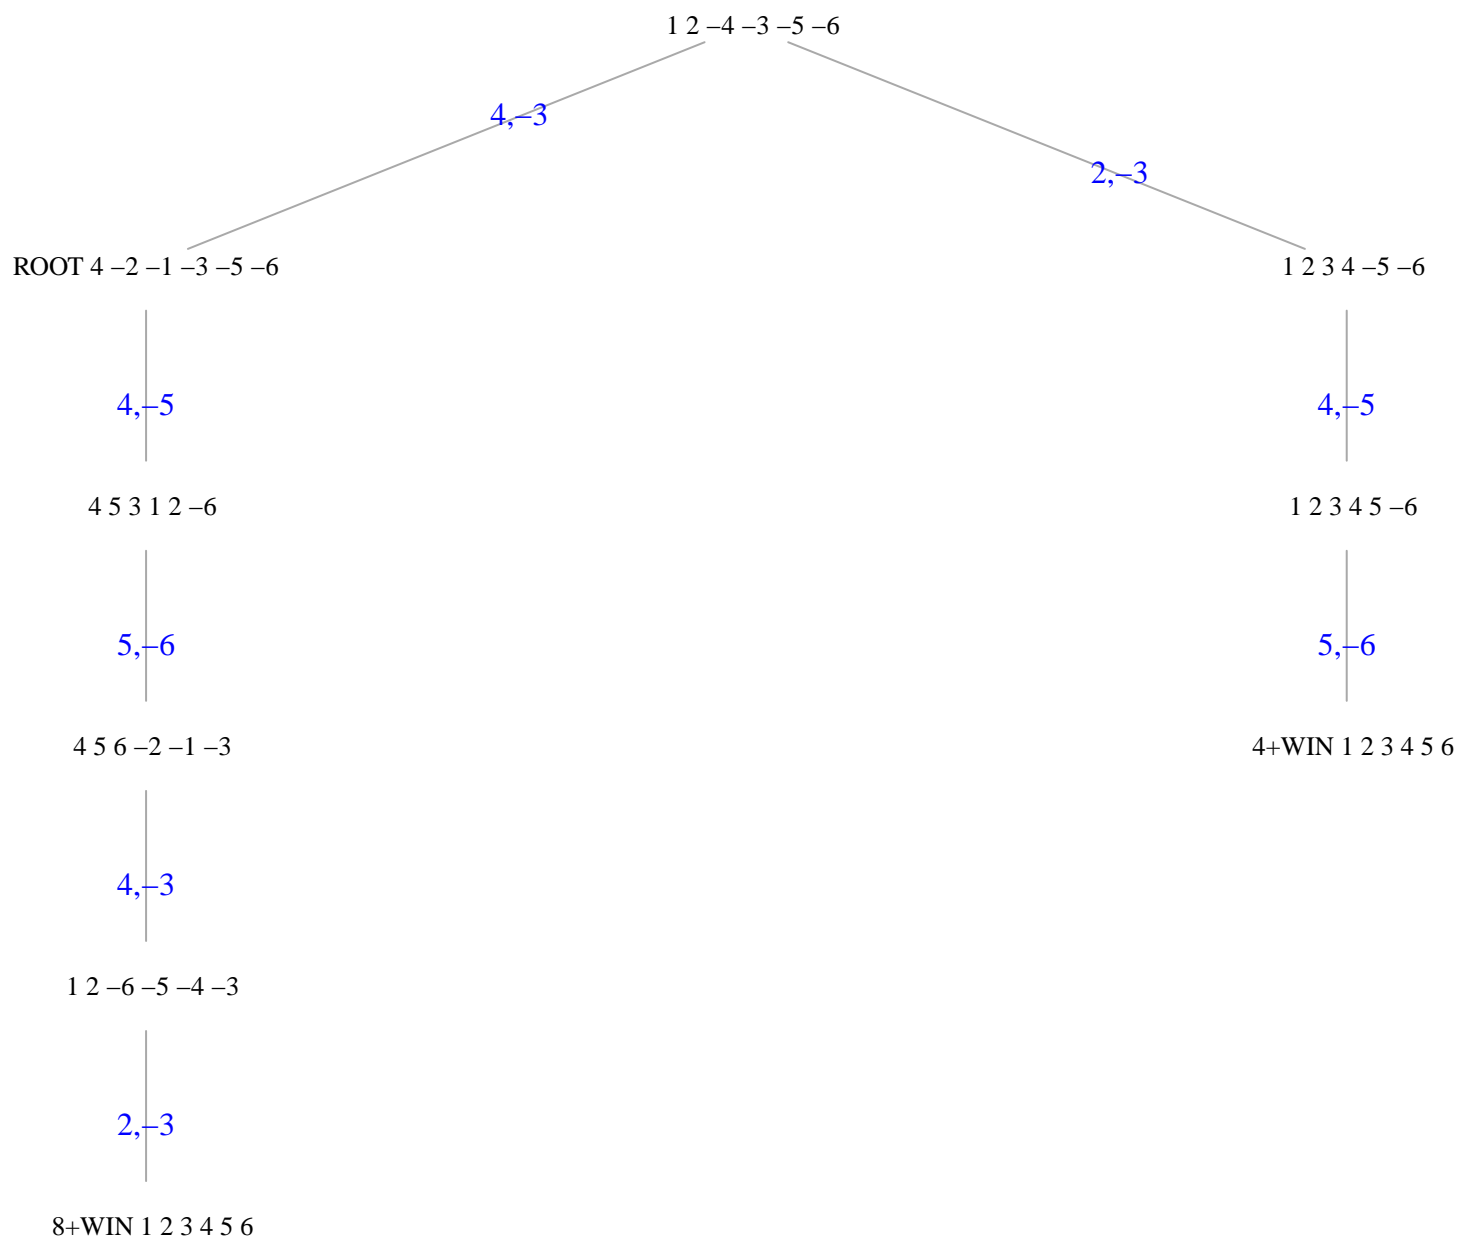 1 2 –4 –3 –5 –6
4,–3
2,–3
ROOT 4 –2 –1 –3 –5 –6
1 2 3 4 –5 –6
4,–5
4,–5
4 5 3 1 2 –6
1 2 3 4 5 –6
5,–6
5,–6
4 5 6 –2 –1 –3
4+WIN 1 2 3 4 5 6
4,–3
1 2 –6 –5 –4 –3
2,–3
8+WIN 1 2 3 4 5 6